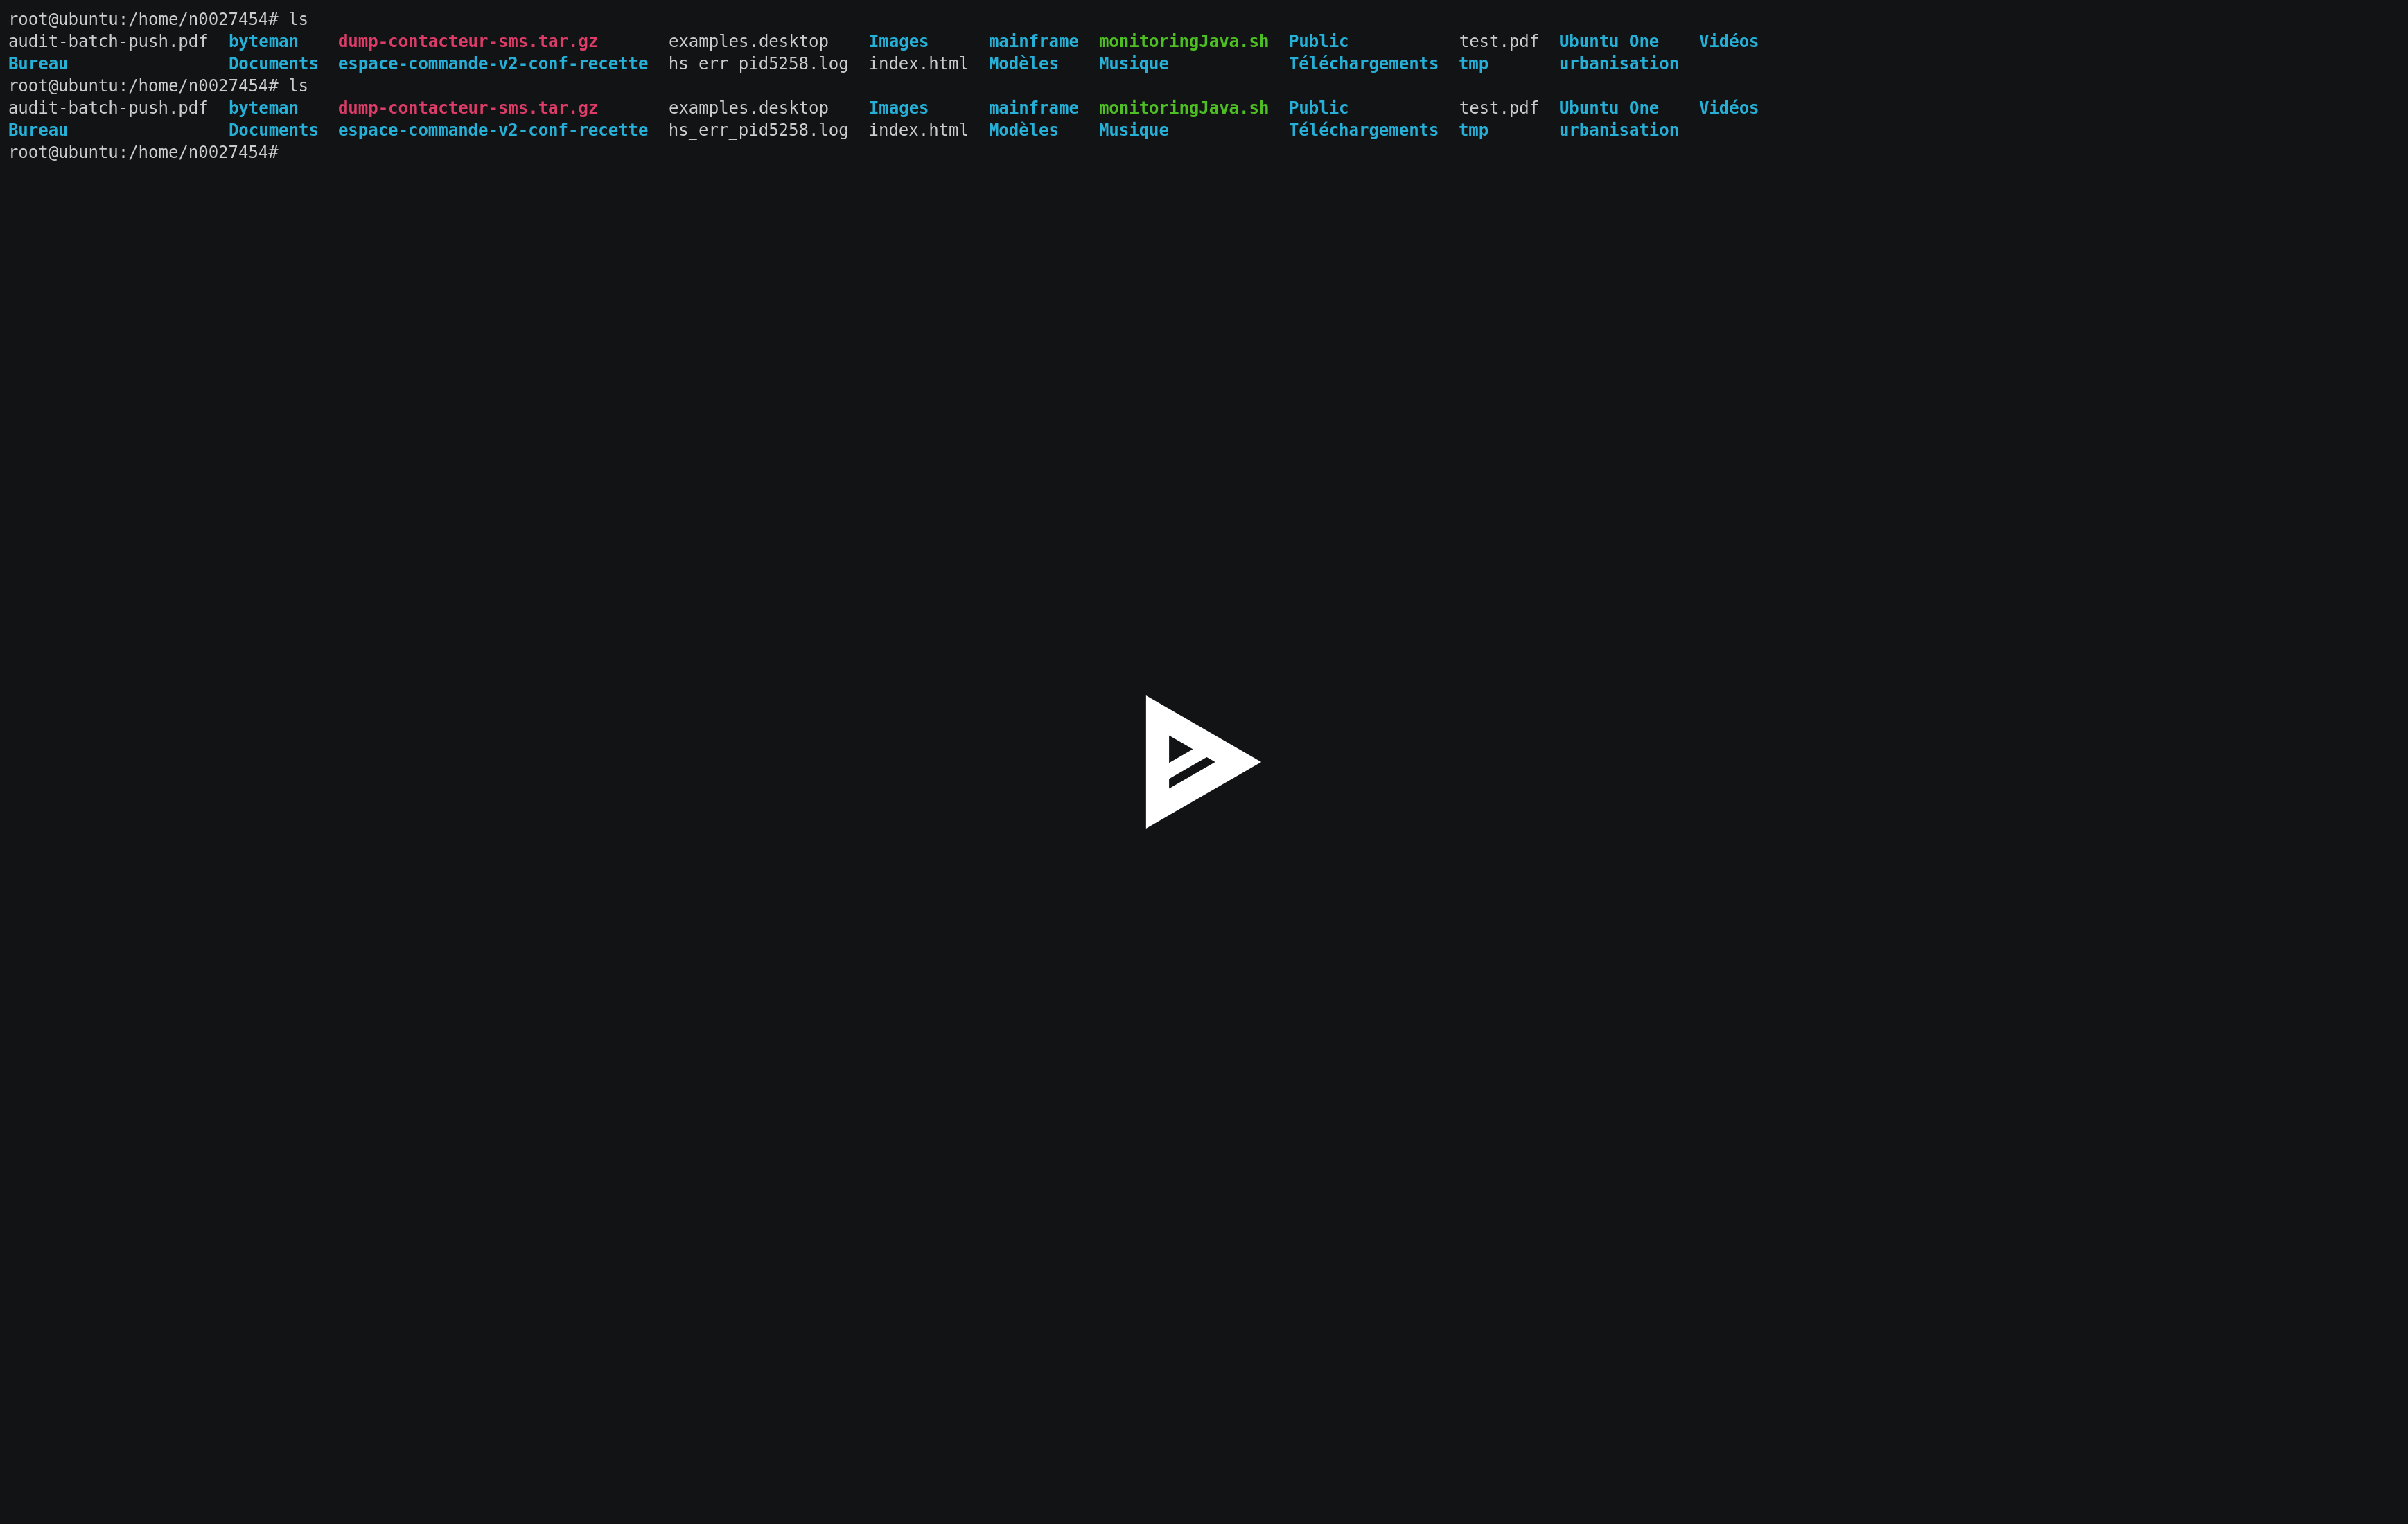 root@ubuntu:/home/n0027454# ls
audit-batch-push.pdf  byteman    dump-contacteur-sms.tar.gz       examples.desktop    Images      mainframe  monitoringJava.sh  Public           test.pdf  Ubuntu One    Vidéos
Bureau                Documents  espace-commande-v2-conf-recette  hs_err_pid5258.log  index.html  Modèles    Musique            Téléchargements  tmp       urbanisation
root@ubuntu:/home/n0027454# ls
audit-batch-push.pdf  byteman    dump-contacteur-sms.tar.gz       examples.desktop    Images      mainframe  monitoringJava.sh  Public           test.pdf  Ubuntu One    Vidéos
Bureau                Documents  espace-commande-v2-conf-recette  hs_err_pid5258.log  index.html  Modèles    Musique            Téléchargements  tmp       urbanisation
root@ubuntu:/home/n0027454#